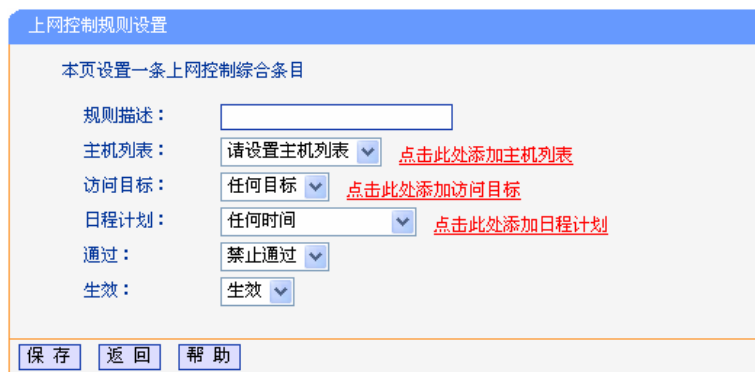 上网控制规则设置
本页设置一条上网控制综合条目
规则描述：
主机列表： 请设置主机列表 点击此处添加主机列表
访问目标： 任何目标 点击此处添加访问目标
日程计划： 任何时间 点击此处添加日程计划
通过： 禁止通过
生效： 生效
保 存 返 回 帮 助